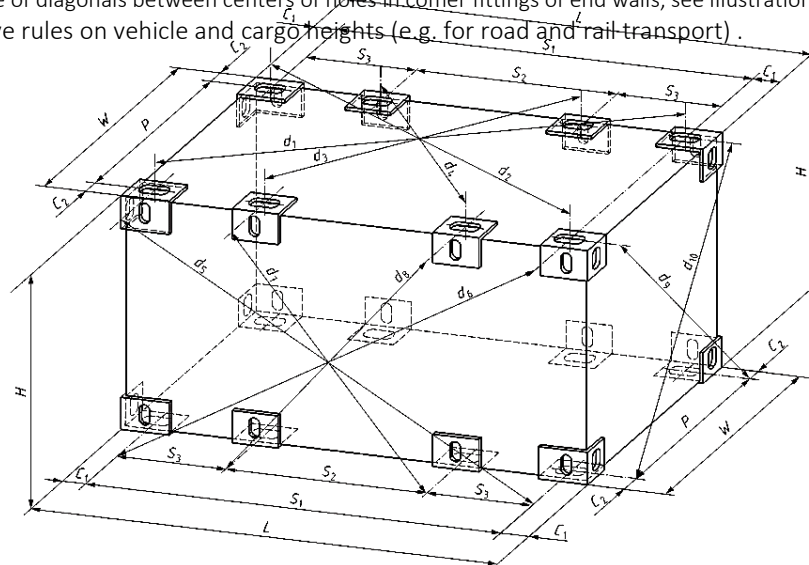 e of diagonals between centers of holes in corner fittings of end walls, see illustration
ve rules on vehicle and cargo heights (e.g. for road and rail transport) .
C₁ L
S₁
C₂ S₃ S₂ S₃ C₁
W P
d₁ d₃ d₄ d₂
H
C₂
d₅ d₇ d₈ d₆ d₉ d₁₀
H
C₂
P W
S₃ S₂ S₃
C₁ S₁ C₂
L C₁